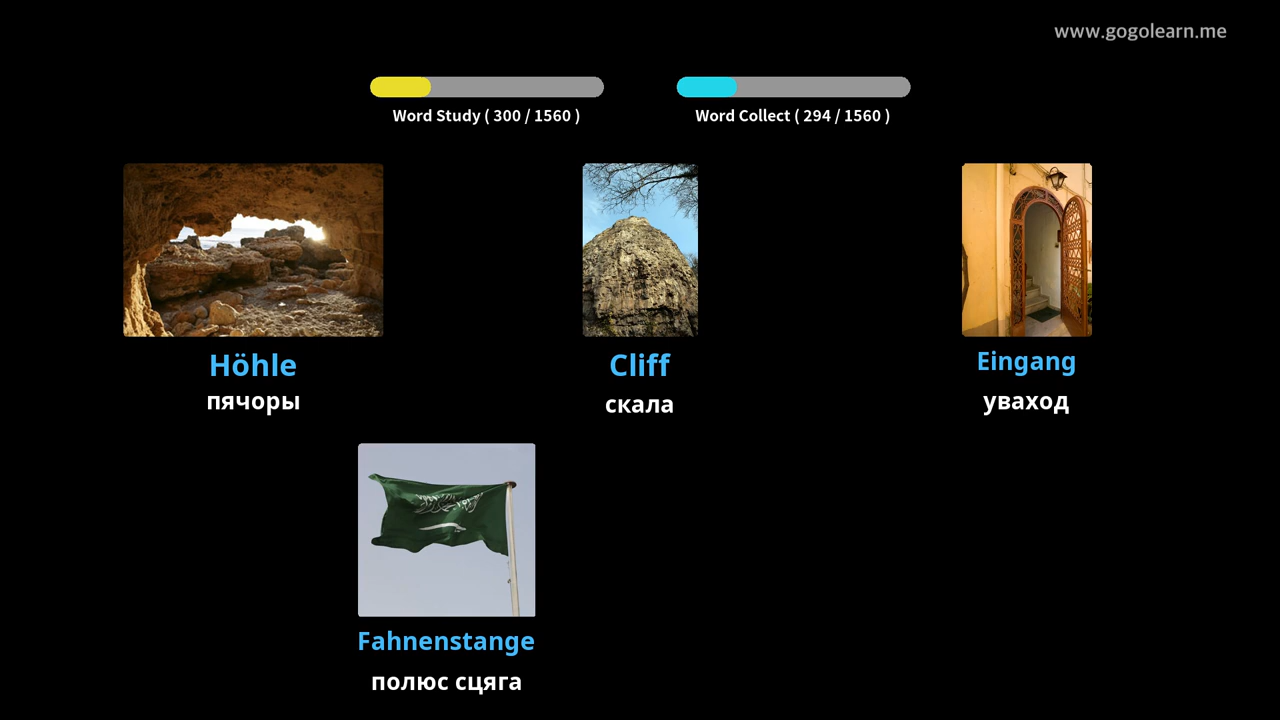 www.gogolearn.me
Word Study ( 300 / 1560 )
Word Collect ( 294 / 1560 )
Höhle
пячоры
Cliff
скала
Eingang
уваход
Fahnenstange
полюс сцяга